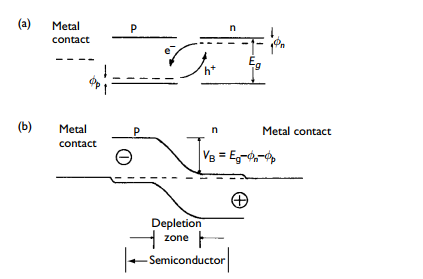 (a) Metal contact p n ϕn
e⁻ Eg
ϕp h⁺
(b) Metal contact p n Metal contact
⊖ VB = Eg–ϕn–ϕp
⊕
Depletion
zone
Semiconductor